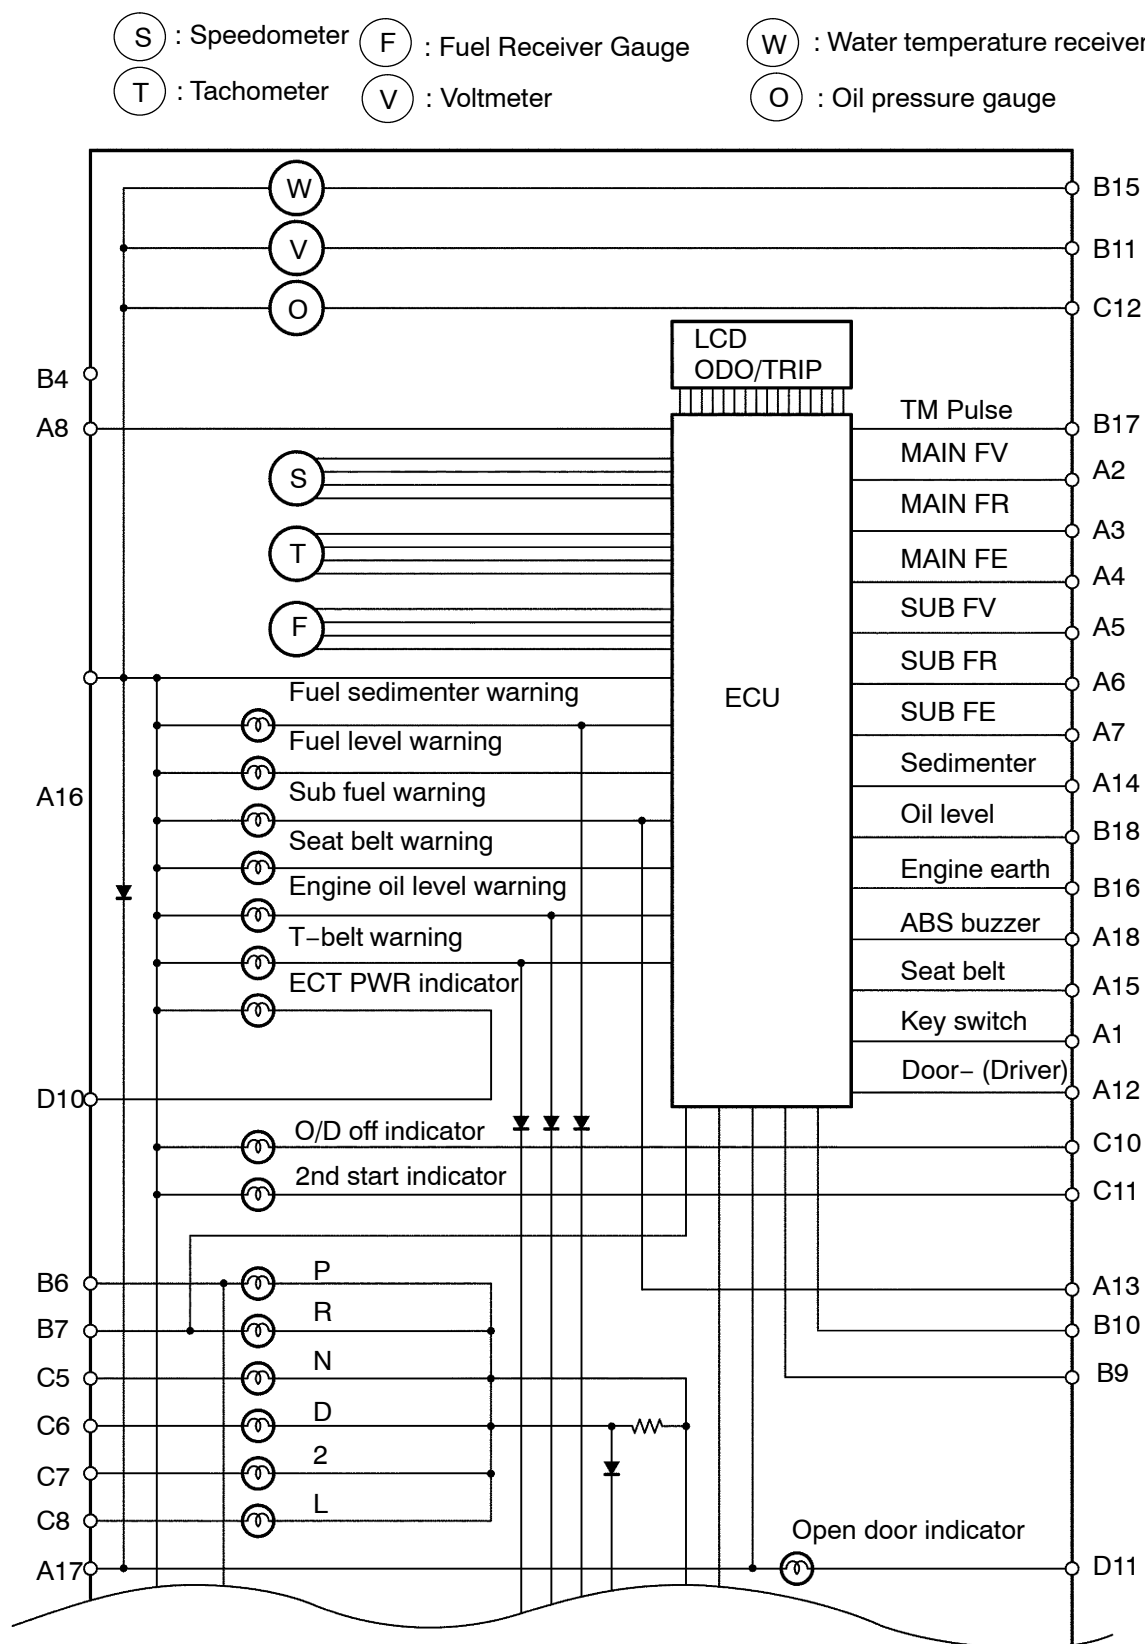 S : Speedometer F : Fuel Receiver Gauge W : Water temperature receiver
T : Tachometer V : Voltmeter O : Oil pressure gauge
W B15
V B11
O C12
LCD
ODO/TRIP
B4
A8
TM Pulse B17
MAIN FV A2
S
MAIN FR A3
T
MAIN FE A4
SUB FV A5
F
SUB FR A6
Fuel sedimenter warning
ECU
SUB FE A7
Fuel level warning
Sedimenter A14
A16
Sub fuel warning
Oil level B18
Seat belt warning
Engine earth B16
Engine oil level warning
ABS buzzer A18
T-belt warning
Seat belt A15
ECT PWR indicator
Key switch A1
Door- (Driver) A12
D10
O/D off indicator C10
2nd start indicator C11
B6 P A13
B7 R B10
C5 N B9
C6 D
C7 2
C8 L
Open door indicator
A17 D11